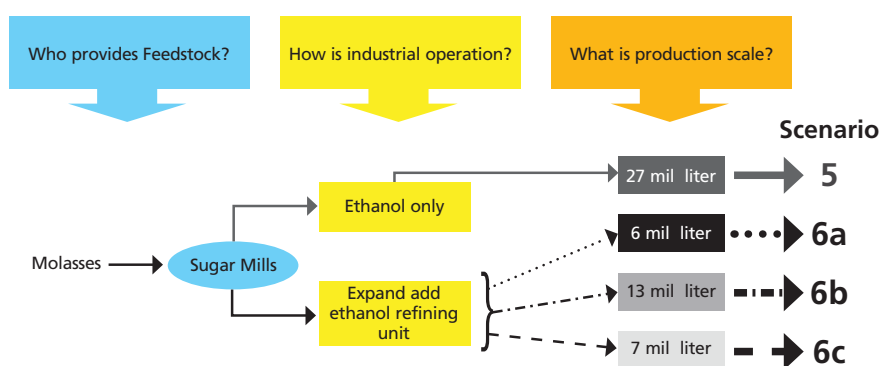 Who provides Feedstock?
How is industrial operation?
What is production scale?
Scenario
27 mil liter
5
Ethanol only
6 mil liter
6a
Molasses
Sugar Mills
Expand add
ethanol refining
unit
13 mil liter
6b
7 mil liter
6c